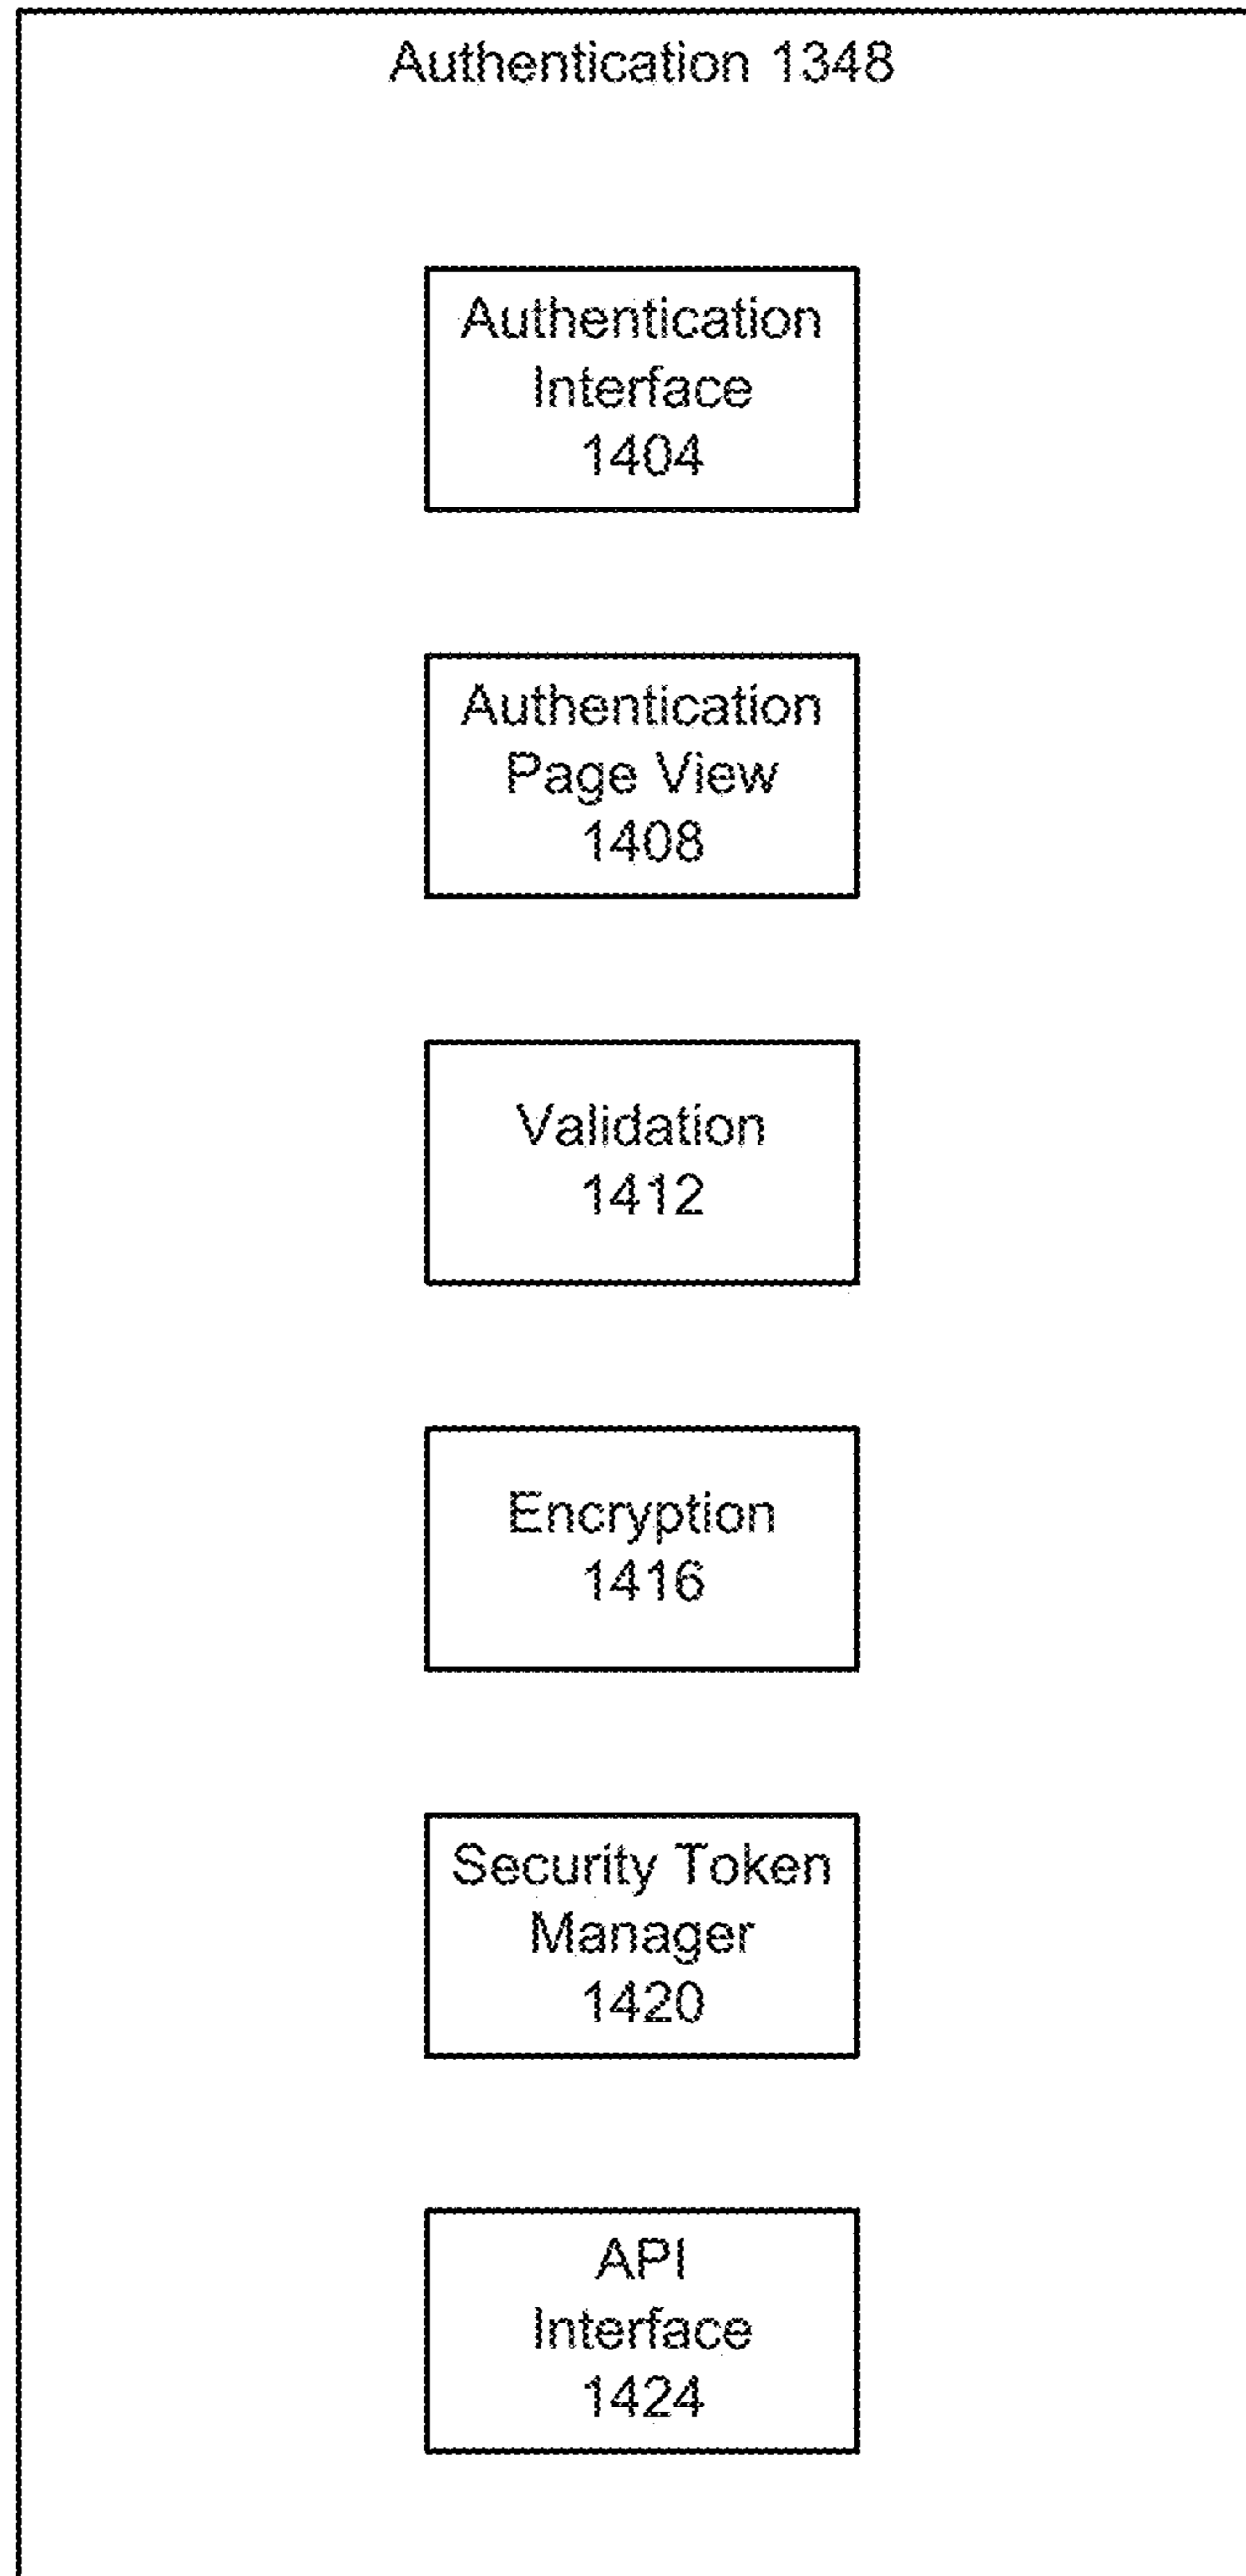 Authentication 1348
Authentication
Interface
1404
Authentication
Page View
1408
Validation
1412
Encryption
1416
Security Token
Manager
1420
API
Interface
1424